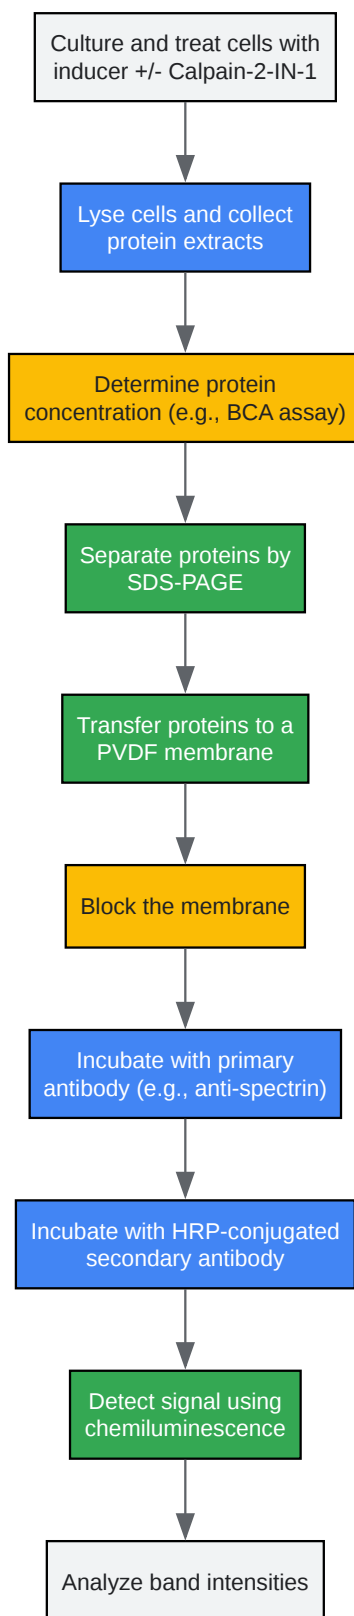 Culture and treat cells with
inducer +/- Calpain-2-IN-1
Lyse cells and collect
protein extracts
Determine protein
concentration (e.g., BCA assay)
Separate proteins by
SDS-PAGE
Transfer proteins to a
PVDF membrane
Block the membrane
Incubate with primary
antibody (e.g., anti-spectrin)
Incubate with HRP-conjugated
secondary antibody
Detect signal using
chemiluminescence
Analyze band intensities